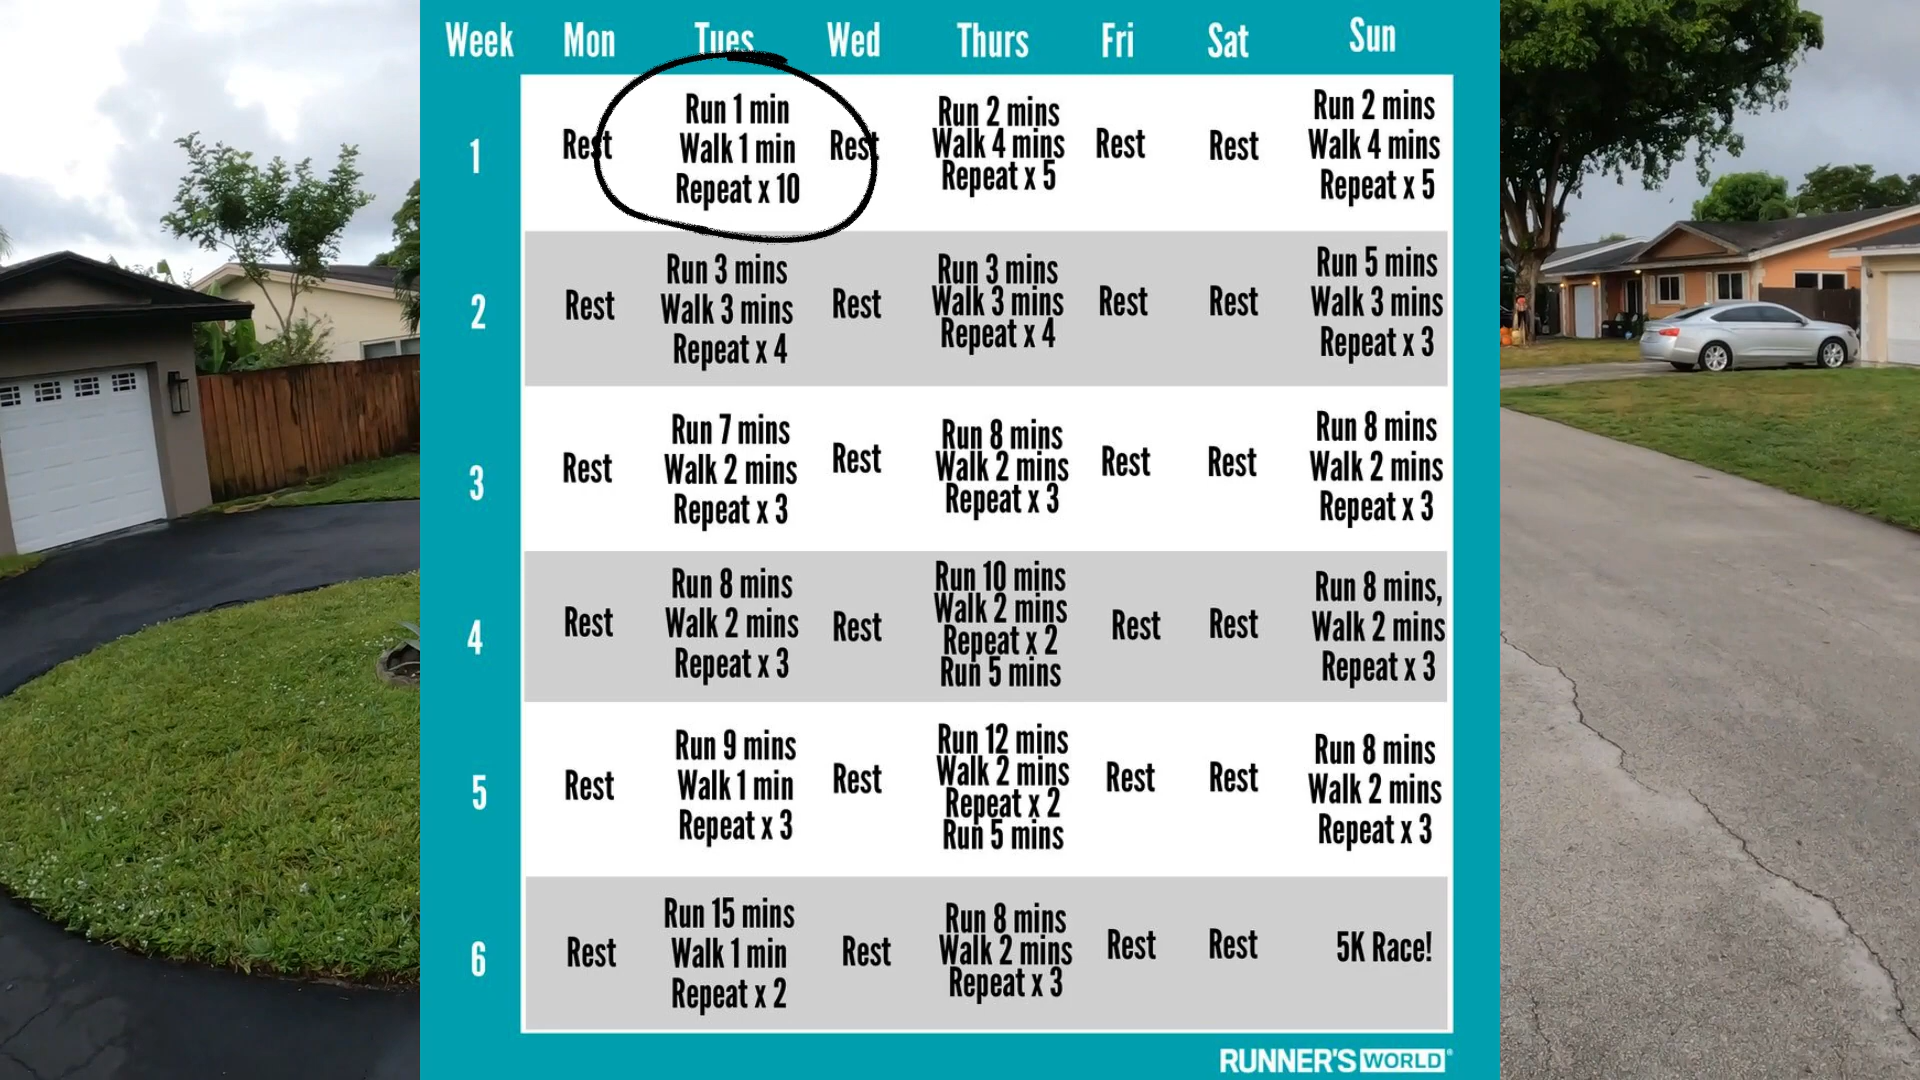 Week Mon Tues Wed Thurs Fri Sat Sun
1
Rest
Run 1 min
Walk 1 min
Repeat x 10
Rest
Run 2 mins
Walk 4 mins
Repeat x 5
Rest
Rest
Run 2 mins
Walk 4 mins
Repeat x 5
2
Rest
Run 3 mins
Walk 3 mins
Repeat x 4
Rest
Run 3 mins
Walk 3 mins
Repeat x 4
Rest
Rest
Run 5 mins
Walk 3 mins
Repeat x 3
3
Rest
Run 7 mins
Walk 2 mins
Repeat x 3
Rest
Run 8 mins
Walk 2 mins
Repeat x 3
Rest
Rest
Run 8 mins
Walk 2 mins
Repeat x 3
4
Rest
Run 8 mins
Walk 2 mins
Repeat x 3
Rest
Run 10 mins
Walk 2 mins
Repeat x 2
Run 5 mins
Rest
Rest
Run 8 mins,
Walk 2 mins
Repeat x 3
5
Rest
Run 9 mins
Walk 1 min
Repeat x 3
Rest
Run 12 mins
Walk 2 mins
Repeat x 2
Run 5 mins
Rest
Rest
Run 8 mins
Walk 2 mins
Repeat x 3
6
Rest
Run 15 mins
Walk 1 min
Repeat x 2
Rest
Run 8 mins
Walk 2 mins
Repeat x 3
Rest
Rest
5K Race!
RUNNER'S WORLD®